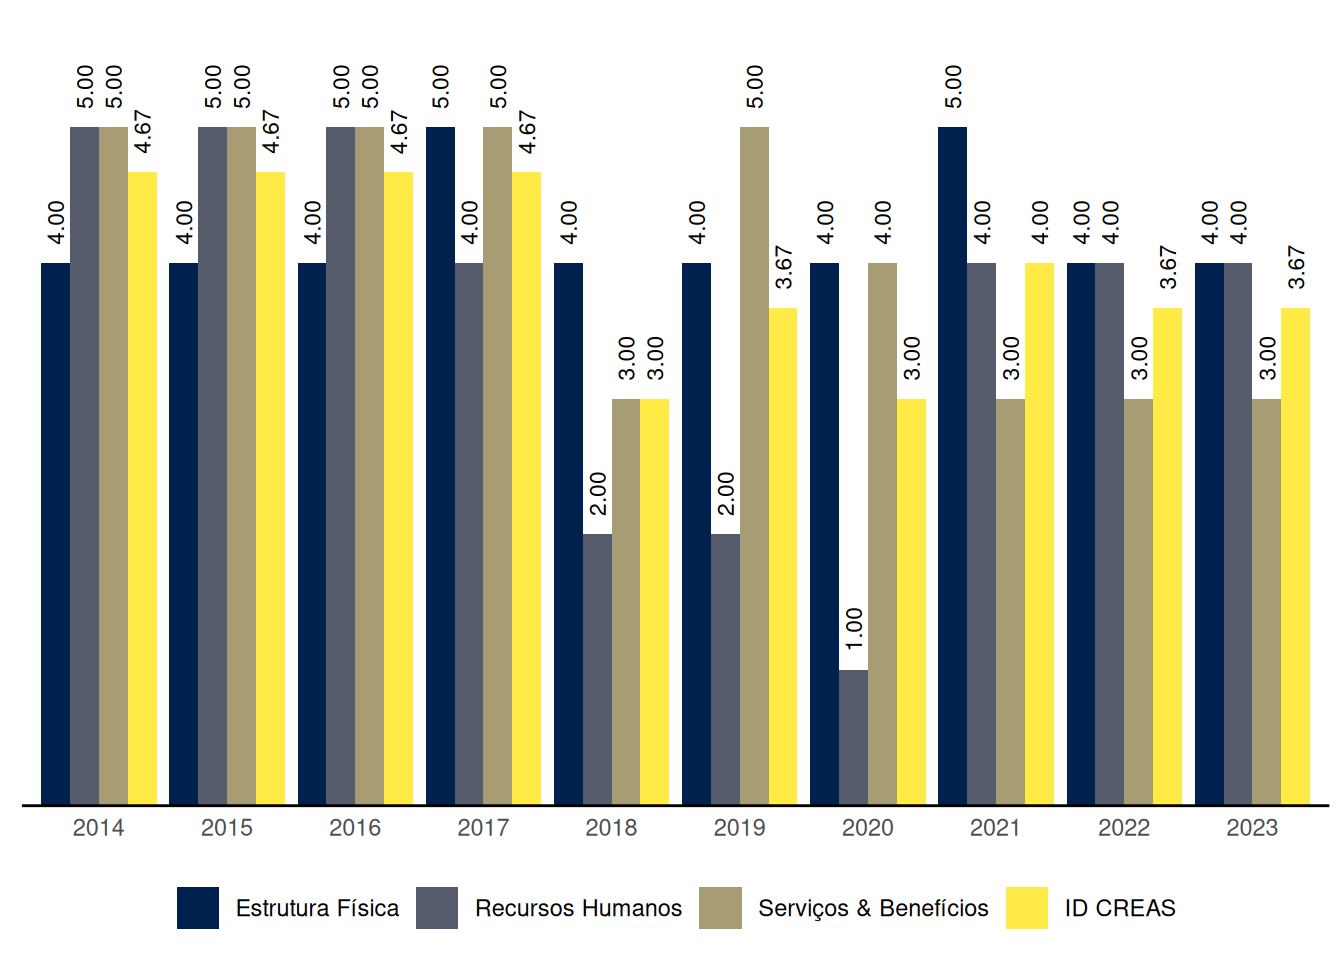 4.00 5.00 5.00 4.67 4.00 5.00 5.00 4.67 4.00 5.00 5.00 4.67 5.00 4.00 5.00 4.67 4.00 2.00 3.00 3.00 4.00 2.00 5.00 3.67 4.00 1.00 4.00 3.00 5.00 4.00 3.00 4.00 4.00 4.00 3.00 3.67 4.00 4.00 3.00 3.67
2014 2015 2016 2017 2018 2019 2020 2021 2022 2023
Estrutura Física Recursos Humanos Serviços & Benefícios ID CREAS